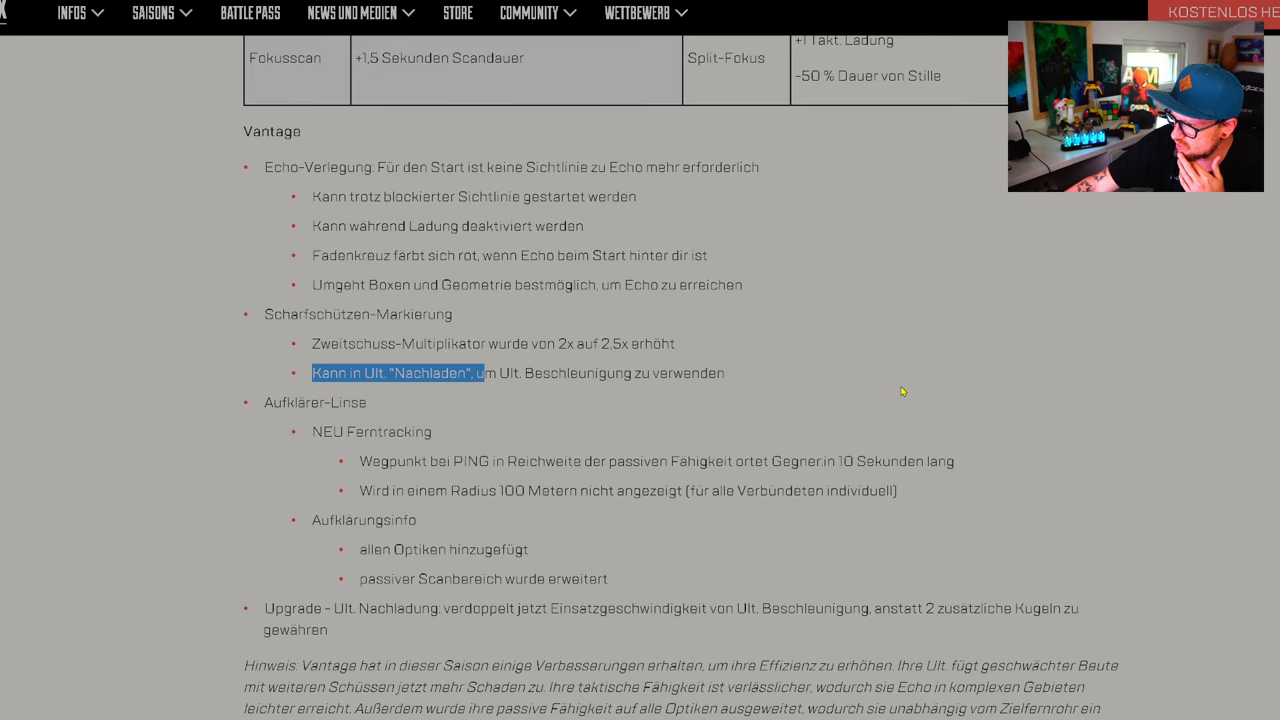 X INFOS SAISONS BATTLE PASS NEWS UND MEDIEN STORE COMMUNITY WETTBEWERB KOSTENLOS HE
Fokusscan +1,5 Sekunden Scandauer Split-Fokus +1 Takt. Ladung
-50 % Dauer von Stille
Vantage
• Echo-Verlegung: Für den Start ist keine Sichtlinie zu Echo mehr erforderlich
• Kann trotz blockierter Sichtlinie gestartet werden
• Kann während Ladung deaktiviert werden
• Fadenkreuz färbt sich rot, wenn Echo beim Start hinter dir ist
• Umgeht Boxen und Geometrie bestmöglich, um Echo zu erreichen
• Scharfschützen-Markierung
• Zweitschuss-Multiplikator wurde von 2x auf 2,5x erhöht
• Kann in Ult. "Nachladen", um Ult. Beschleunigung zu verwenden
• Aufklärer-Linse
• NEU Ferntracking
• Wegpunkt bei PING in Reichweite der passiven Fähigkeit ortet Gegner:in 10 Sekunden lang
• Wird in einem Radius 100 Metern nicht angezeigt (für alle Verbündeten individuell)
• Aufklärungsinfo
• allen Optiken hinzugefügt
• passiver Scanbereich wurde erweitert
• Upgrade – Ult. Nachladung: verdoppelt jetzt Einsatzgeschwindigkeit von Ult. Beschleunigung, anstatt 2 zusätzliche Kugeln zu
gewähren
Hinweis: Vantage hat in dieser Saison einige Verbesserungen erhalten, um ihre Effizienz zu erhöhen. Ihre Ult. fügt geschwächter Beute
mit weiteren Schüssen jetzt mehr Schaden zu. Ihre taktische Fähigkeit ist verlässlicher, wodurch sie Echo in komplexen Gebieten
leichter erreicht. Außerdem wurde ihre passive Fähigkeit auf alle Optiken ausgeweitet, wodurch sie unabhängig vom Zielfernrohr ein